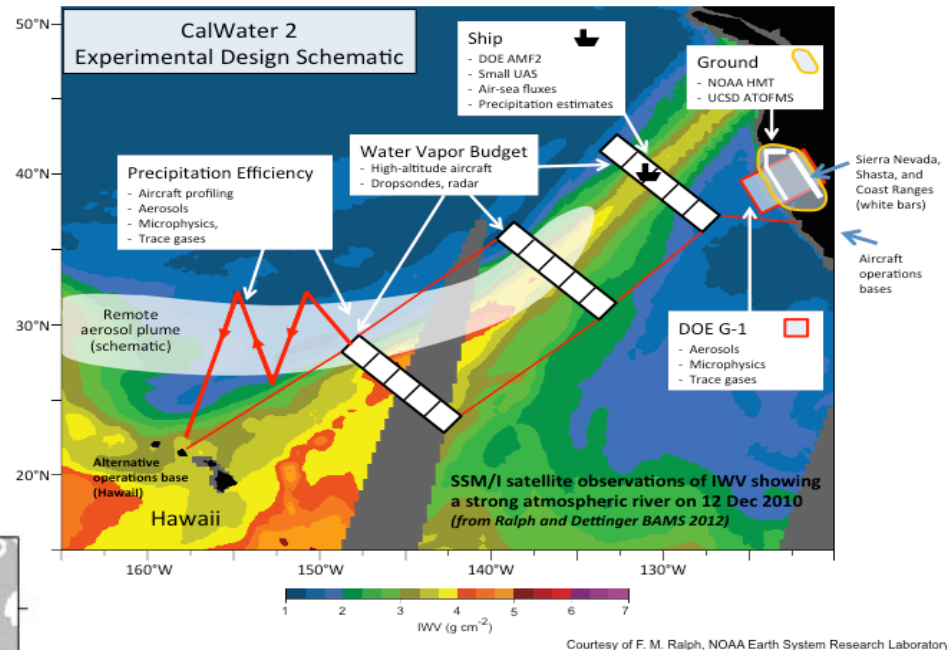 CalWater 2
Experimental Design Schematic
Ship
- DOE AMF2
- Small UAS
- Air-sea fluxes
- Precipitation estimates
Ground
- NOAA HMT
- UCSD ATOFMS
Precipitation Efficiency
- Aircraft profiling
- Aerosols
- Microphysics,
- Trace gases
Water Vapor Budget
- High-altitude aircraft
- Dropsondes, radar
Sierra Nevada,
Shasta, and
Coast Ranges
(white bars)
Aircraft
operations
bases
Remote
aerosol plume
(schematic)
DOE G-1
- Aerosols
- Microphysics
- Trace gases
Alternative
operations base
(Hawaii)
Hawaii
SSM/I satellite observations of IWV showing
a strong atmospheric river on 12 Dec 2010
(from Ralph and Dettinger BAMS 2012)
50°N
40°N
30°N
20°N
160°W 150°W 140°W 130°W
1 2 3 4 5 6 7
IWV (g cm-2)
Courtesy of F. M. Ralph, NOAA Earth System Research Laboratory